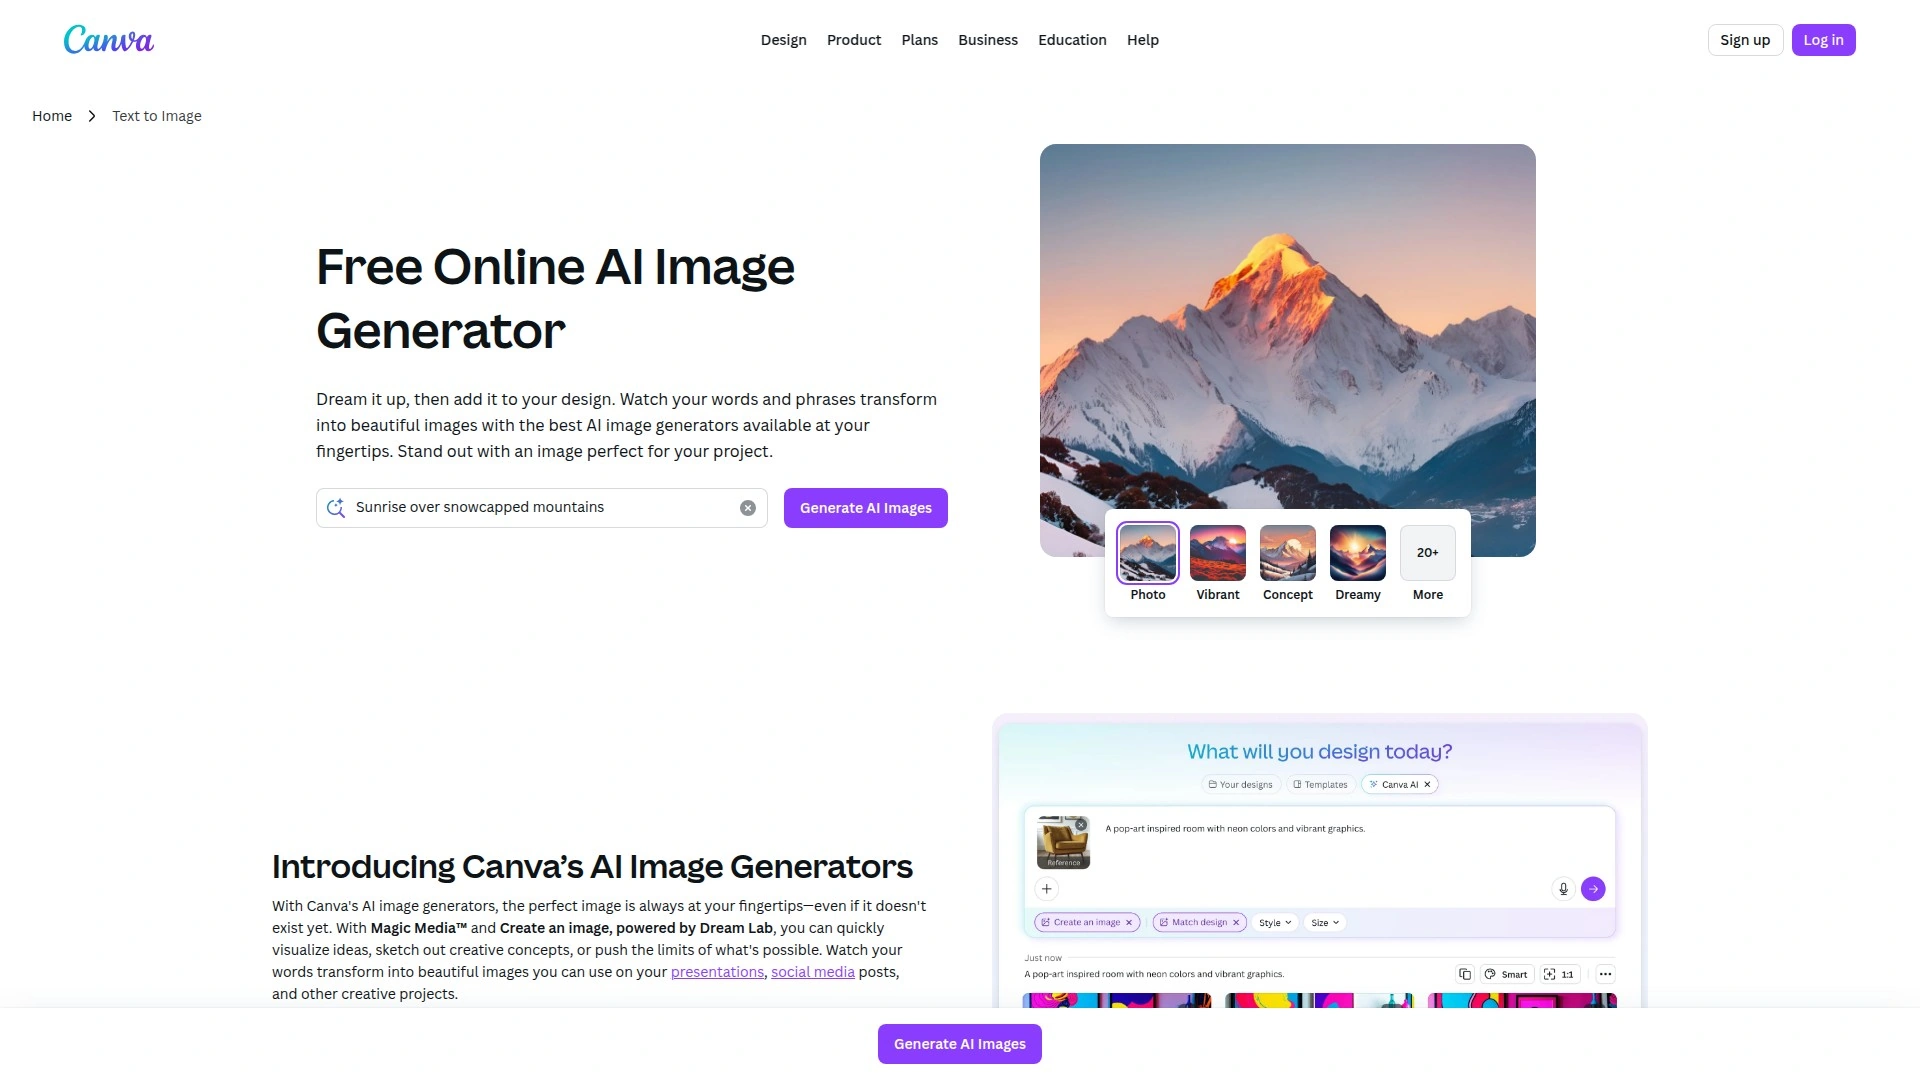 Canva
Design
Product
Plans
Business
Education
Help
Sign up
Log in
Home
Text to Image
Free Online AI Image
Generator
Dream it up, then add it to your design. Watch your words and phrases transform
into beautiful images with the best AI image generators available at your
fingertips. Stand out with an image perfect for your project.
Sunrise over snowcapped mountains
Generate AI Images
20+
Photo
Vibrant
Concept
Dreamy
More
Introducing Canva’s AI Image Generators
With Canva's AI image generators, the perfect image is always at your fingertips—even if it doesn't
exist yet. With Magic Media™ and Create an image, powered by Dream Lab, you can quickly
visualize ideas, sketch out creative concepts, or push the limits of what's possible. Watch your
words transform into beautiful images you can use on your presentations, social media posts,
and other creative projects.
What will you design today?
Your designs
Templates
Canva AI
A pop-art inspired room with neon colors and vibrant graphics.
Reference
Create an image
Match design
Style
Size
Just now
A pop-art inspired room with neon colors and vibrant graphics.
Smart
1:1
Generate AI Images